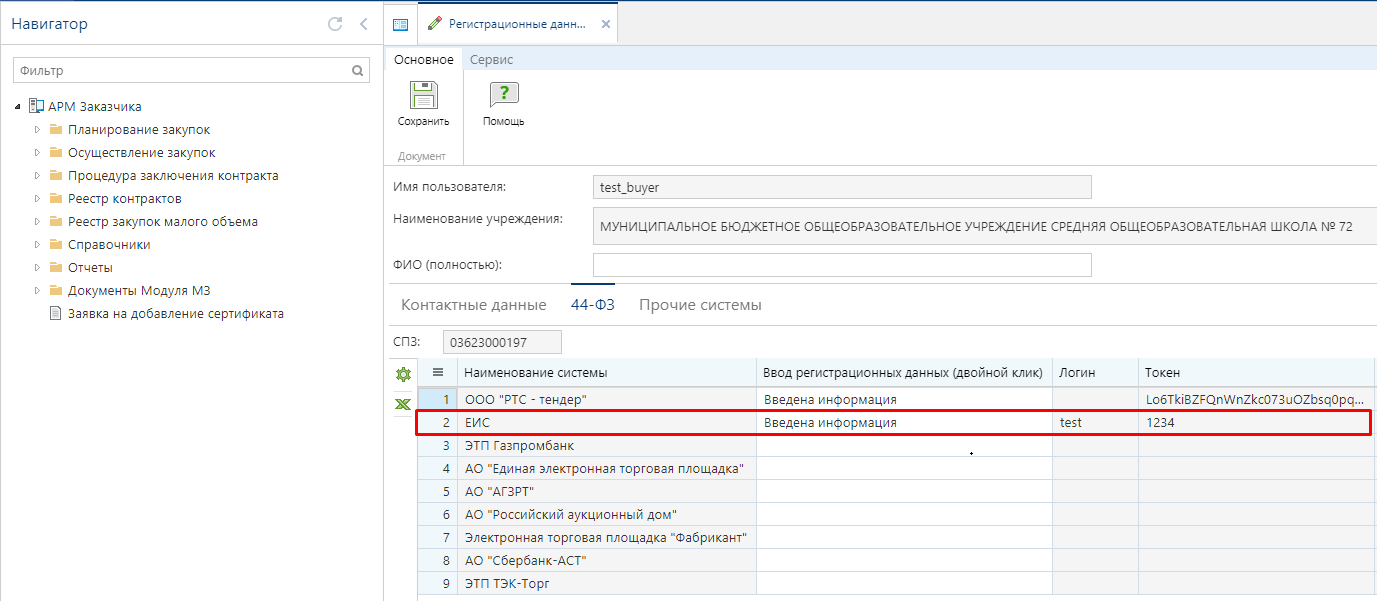 Навигатор
Фильтр
АРМ Заказчика
Планирование закупок
Осуществление закупок
Процедура заключения контракта
Реестр контрактов
Реестр закупок малого объема
Справочники
Отчеты
Документы Модуля МЗ
Заявка на добавление сертификата
Регистрационные данн...
Основное Сервис
Сохранить Помощь
Документ
Имя пользователя: test_buyer
Наименование учреждения: МУНИЦИПАЛЬНОЕ БЮДЖЕТНОЕ ОБЩЕОБРАЗОВАТЕЛЬНОЕ УЧРЕЖДЕНИЕ СРЕДНЯЯ ОБЩЕОБРАЗОВАТЕЛЬНАЯ ШКОЛА № 72
ФИО (полностью):
Контактные данные 44-ФЗ Прочие системы
СПЗ: 03623000197
Наименование системы Ввод регистрационных данных (двойной клик) Логин Токен
1 ООО "РТС - тендер" Введена информация Lo6TkiBZFQnWnZkc073uOZbsq0pq...
2 ЕИС Введена информация test 1234
3 ЭТП Газпромбанк
4 АО "Единая электронная торговая площадка"
5 АО "АГЗРТ"
6 АО "Российский аукционный дом"
7 Электронная торговая площадка "Фабрикант"
8 АО "Сбербанк-АСТ"
9 ЭТП ТЭК-Торг